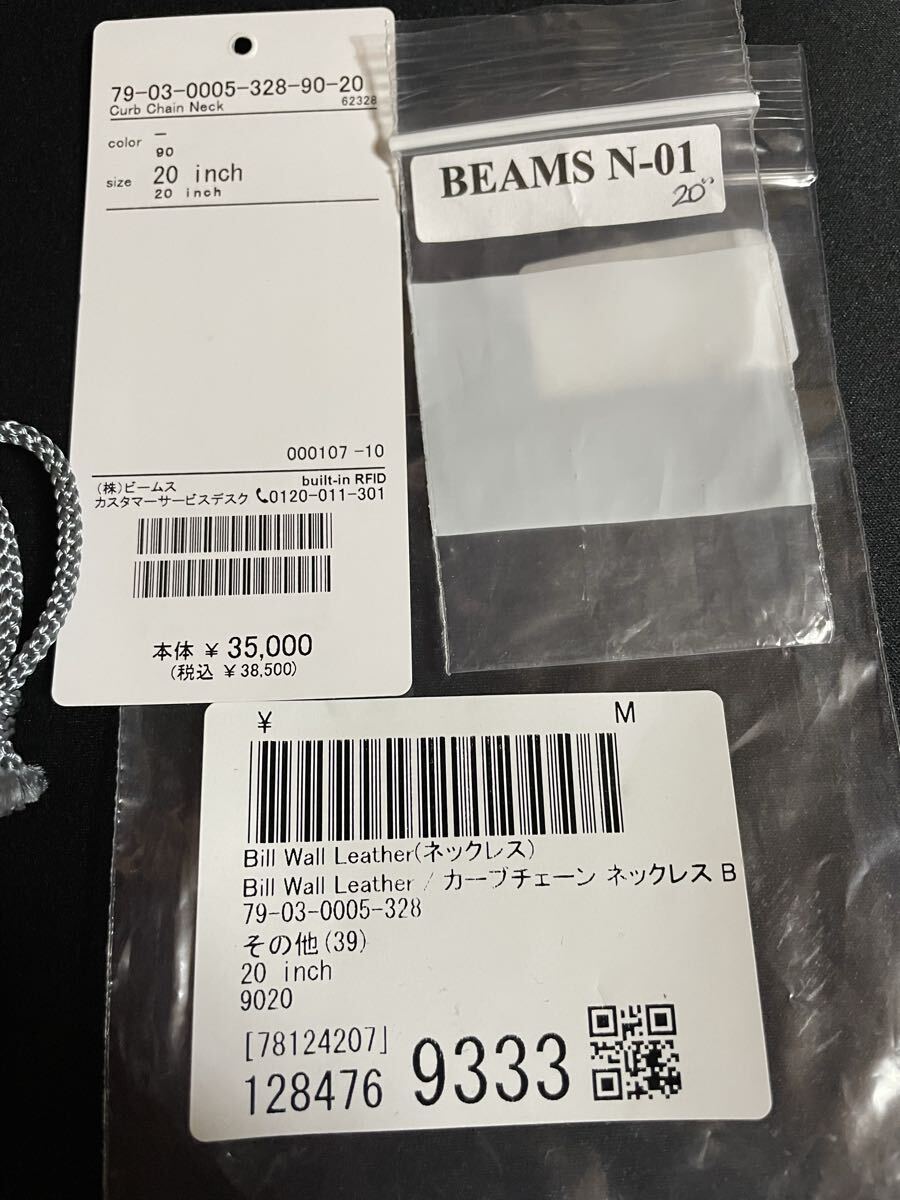 79-03-0005-328-90-20
Curb Chain Neck 62328
color —
90
size 20 inch
20 inch
000107 -10
built-in RFID
(株)ビームス
カスタマーサービスデスク 0120-011-301
本体 ¥ 35,000
(税込 ¥ 38,500)
BEAMS N-01
20"
¥ M
Bill Wall Leather(ネックレス)
Bill Wall Leather / カーブチェーン ネックレス B
79-03-0005-328
その他(39)
20 inch
9020
[78124207]
128476 9333